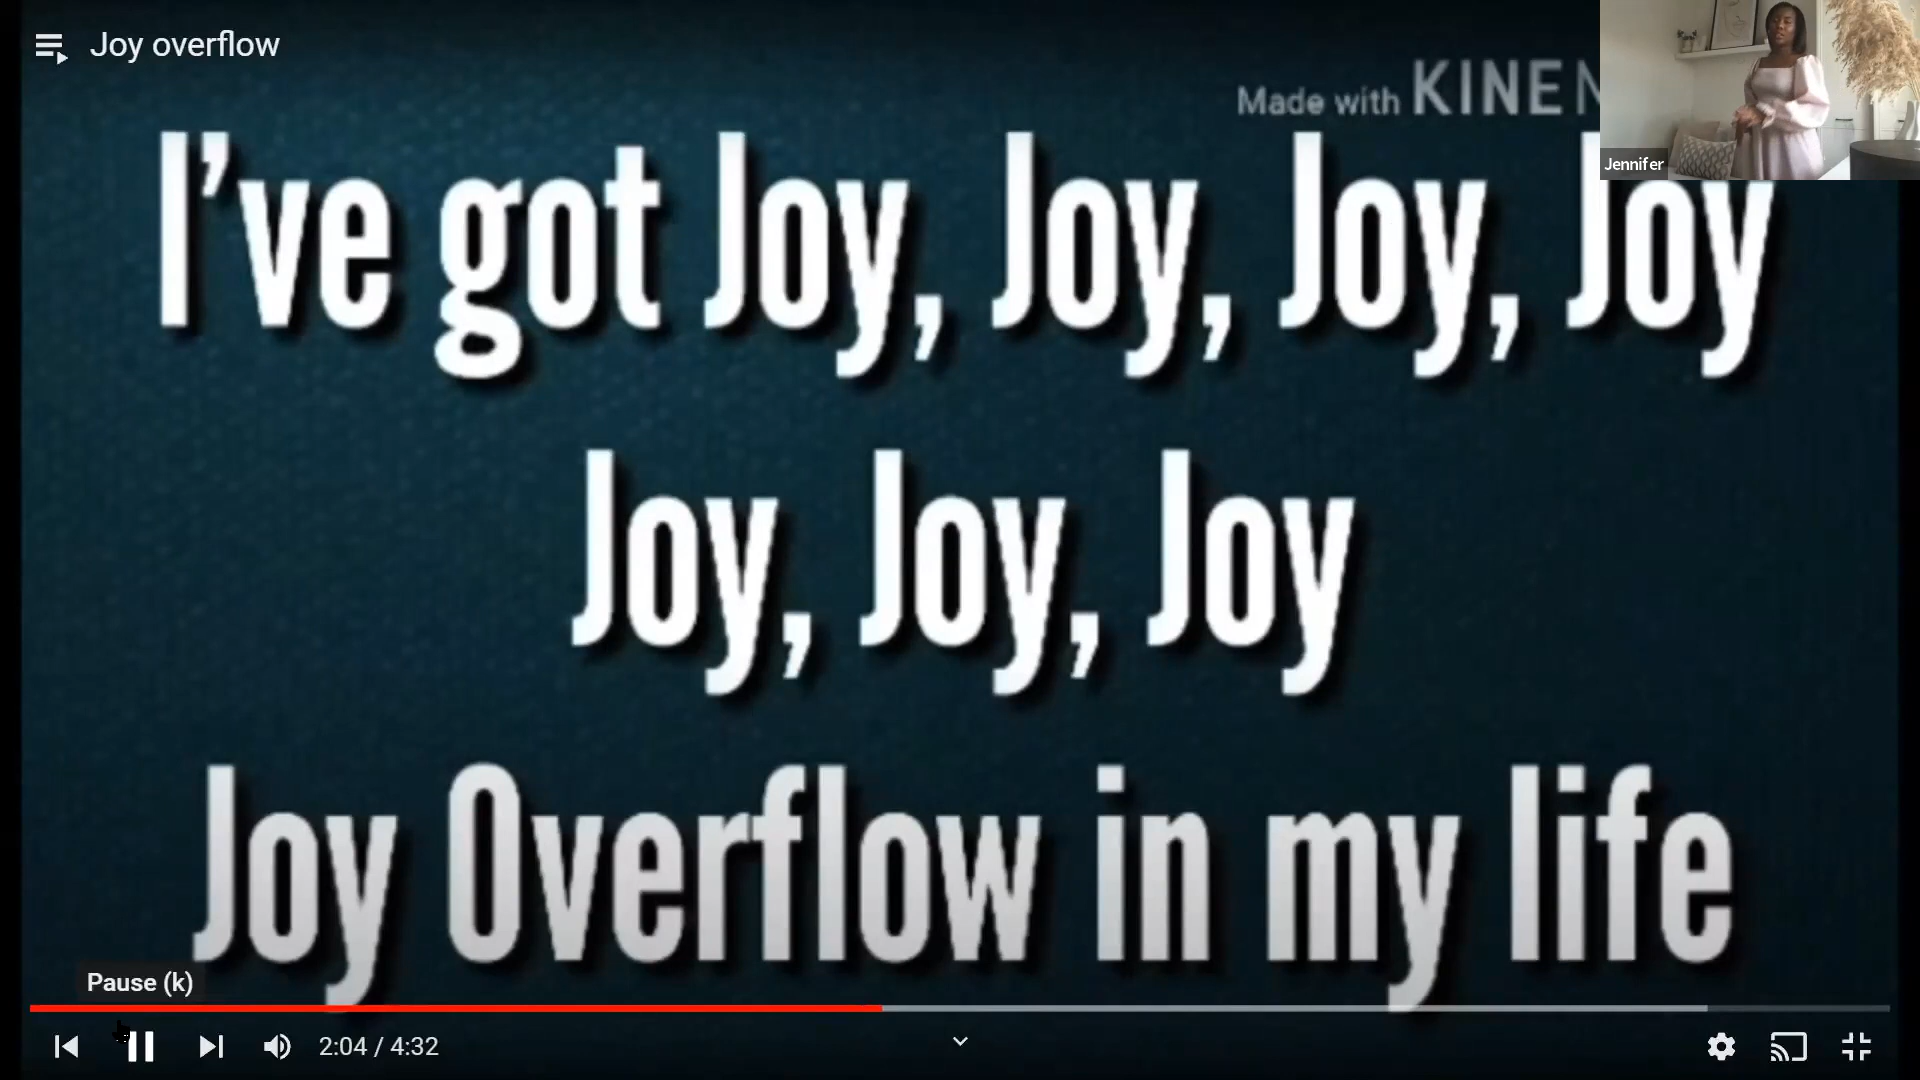 Joy overflow
Made with KINEM
Jennifer
I've got Joy, Joy, Joy, Joy
Joy, Joy, Joy
Joy Overflow in my life
Pause (k)
2:04 / 4:32